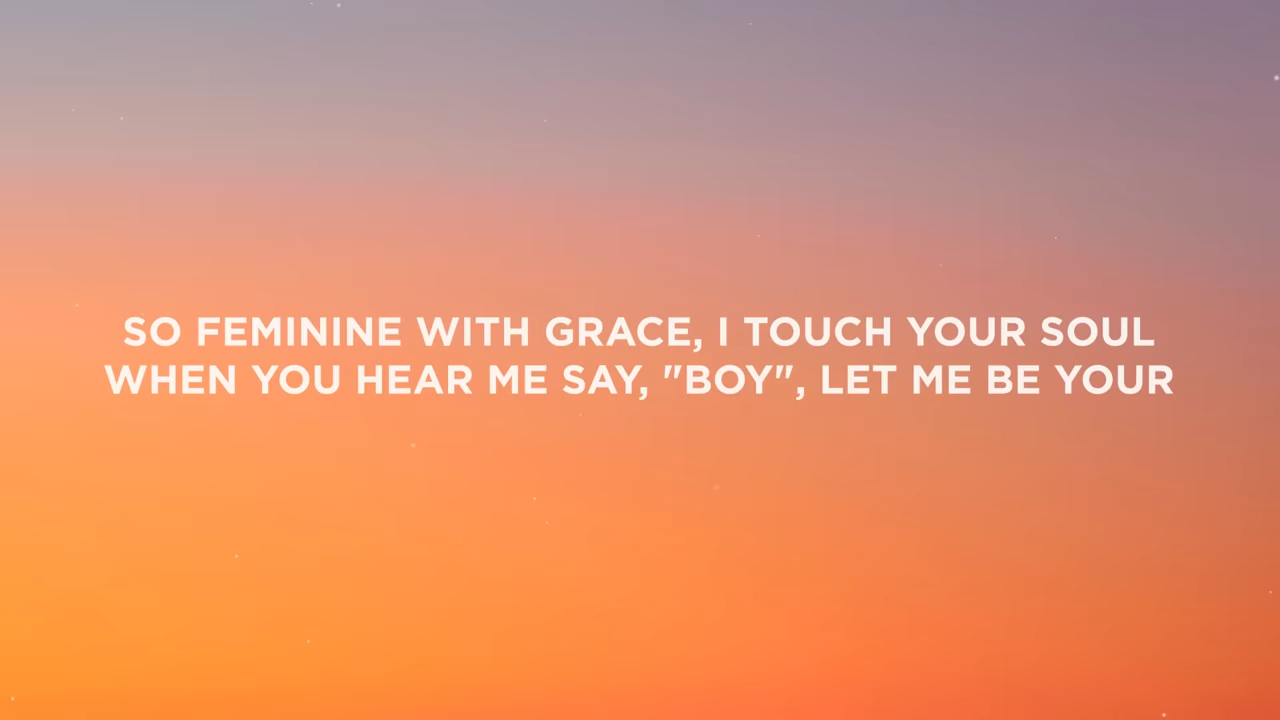 SO FEMININE WITH GRACE, I TOUCH YOUR SOUL
WHEN YOU HEAR ME SAY, "BOY", LET ME BE YOUR